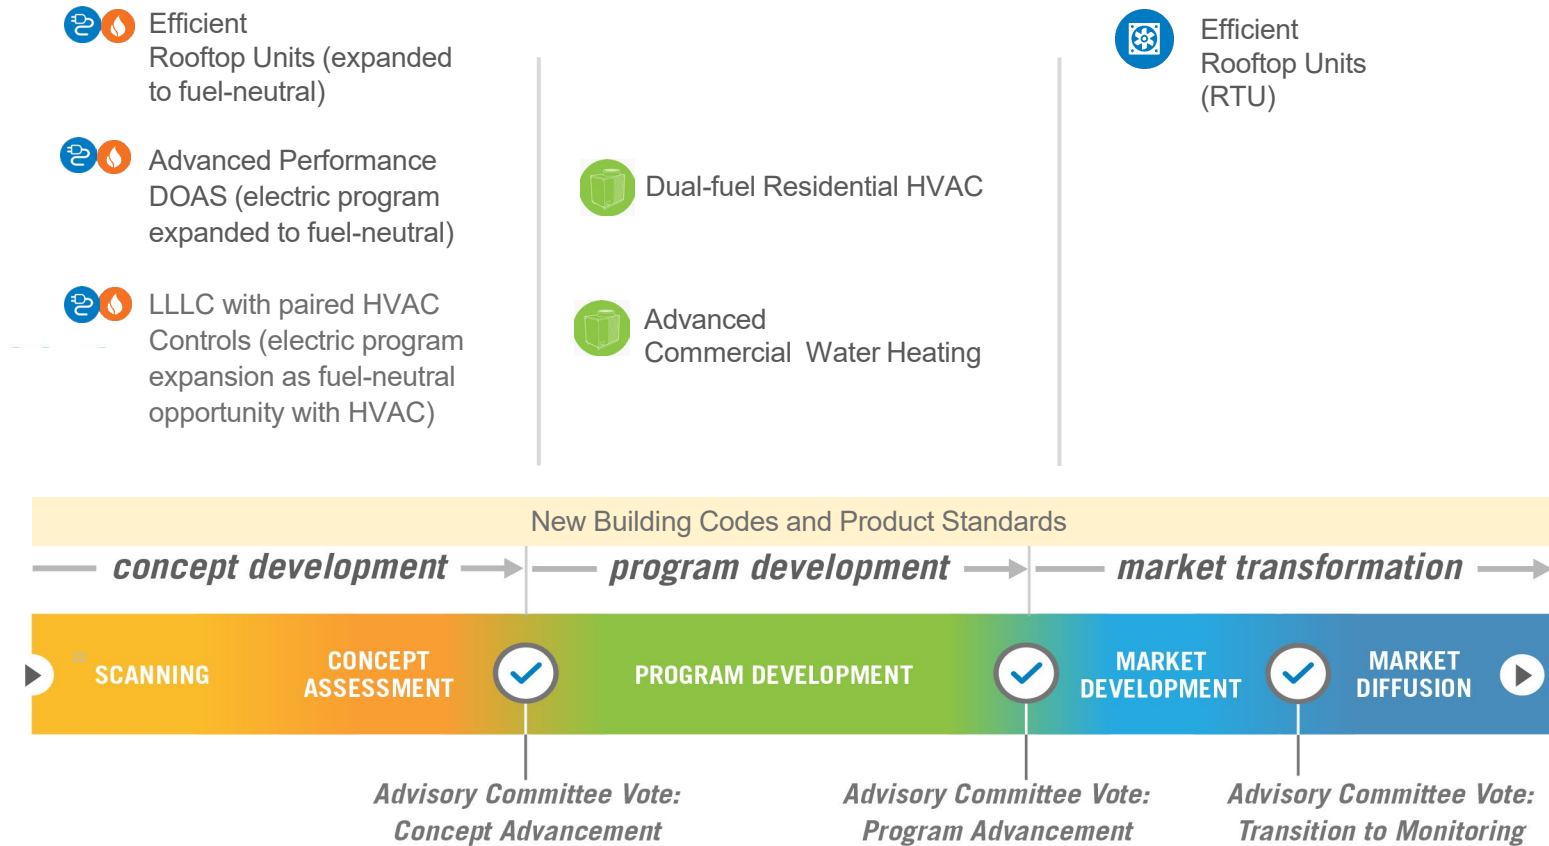 Efficient
Rooftop Units (expanded
to fuel-neutral)
Advanced Performance
DOAS (electric program
expanded to fuel-neutral)
LLLC with paired HVAC
Controls (electric program
expansion as fuel-neutral
opportunity with HVAC)
Dual-fuel Residential HVAC
Advanced
Commercial Water Heating
Efficient
Rooftop Units
(RTU)
New Building Codes and Product Standards
concept development
program development
market transformation
SCANNING
CONCEPT
ASSESSMENT
PROGRAM DEVELOPMENT
MARKET
DEVELOPMENT
MARKET
DIFFUSION
Advisory Committee Vote:
Concept Advancement
Advisory Committee Vote:
Program Advancement
Advisory Committee Vote:
Transition to Monitoring